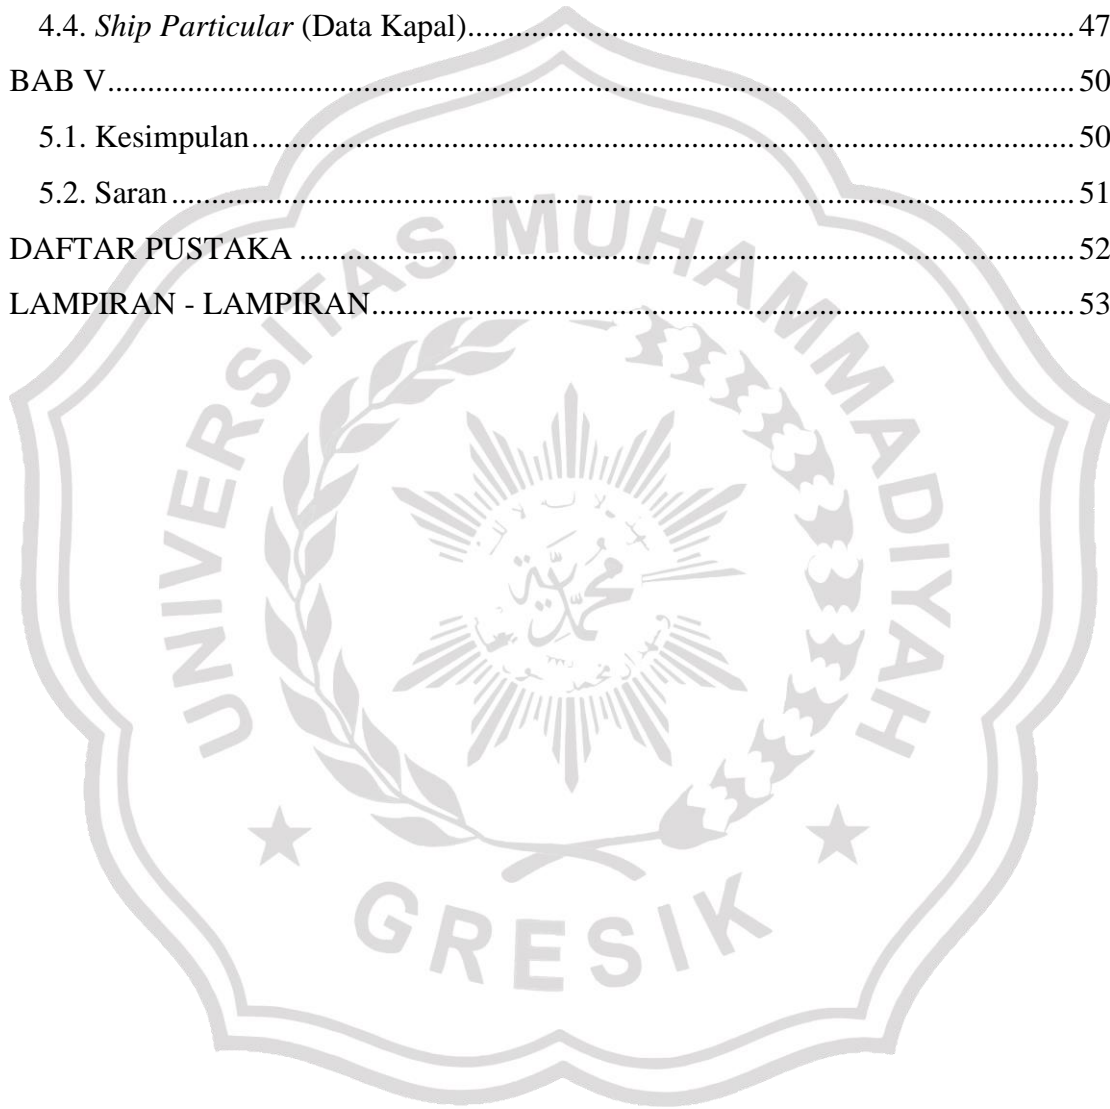 4.4. Ship Particular (Data Kapal)........................................................................... 47
BAB V....................................................................................................................... 50
5.1. Kesimpulan..................................................................................................... 50
5.2. Saran............................................................................................................... 51
DAFTAR PUSTAKA ................................................................................................ 52
LAMPIRAN - LAMPIRAN....................................................................................... 53
UNIVERSITAS MUHAMMADIYAH
محمد
GRESIK